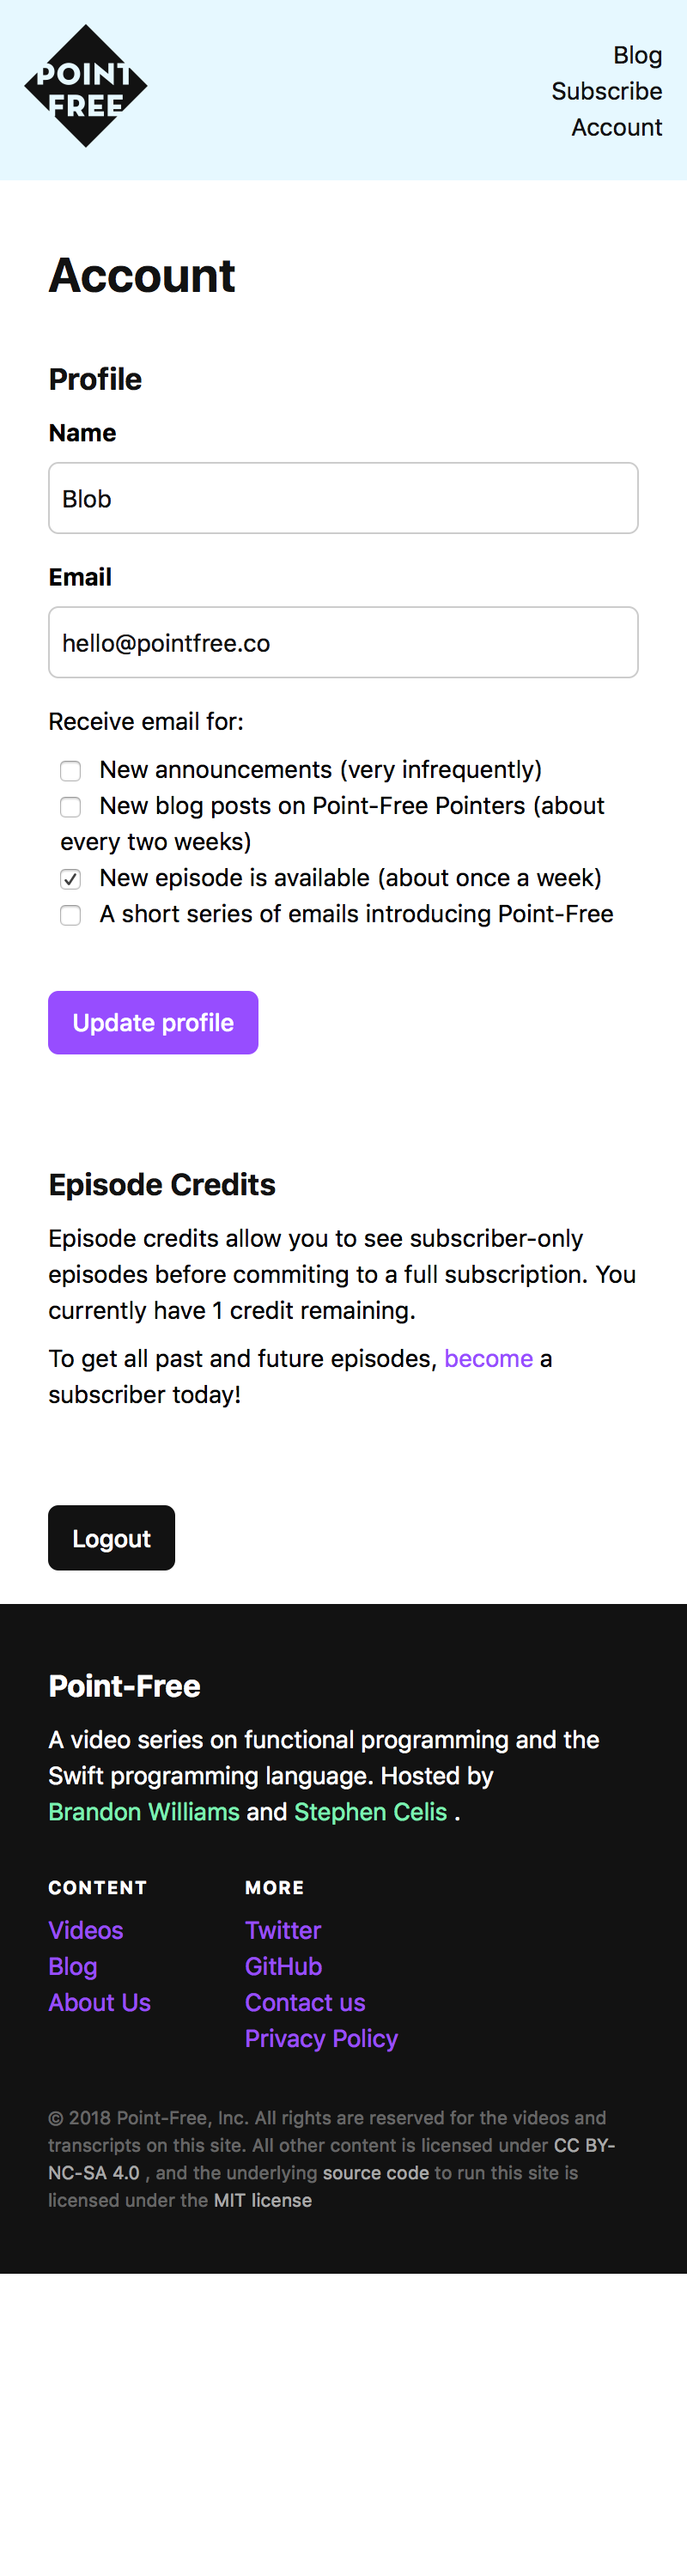 POINT
FREE
Blog
Subscribe
Account
Account
Profile
Name
Blob
Email
hello@pointfree.co
Receive email for:
New announcements (very infrequently)
New blog posts on Point-Free Pointers (about
every two weeks)
New episode is available (about once a week)
A short series of emails introducing Point-Free
Update profile
Episode Credits
Episode credits allow you to see subscriber-only
episodes before commiting to a full subscription. You
currently have 1 credit remaining.
To get all past and future episodes, become a
subscriber today!
Logout
Point-Free
A video series on functional programming and the
Swift programming language. Hosted by
Brandon Williams and Stephen Celis .
CONTENT
Videos
Blog
About Us
MORE
Twitter
GitHub
Contact us
Privacy Policy
© 2018 Point-Free, Inc. All rights are reserved for the videos and
transcripts on this site. All other content is licensed under CC BY-
NC-SA 4.0 , and the underlying source code to run this site is
licensed under the MIT license